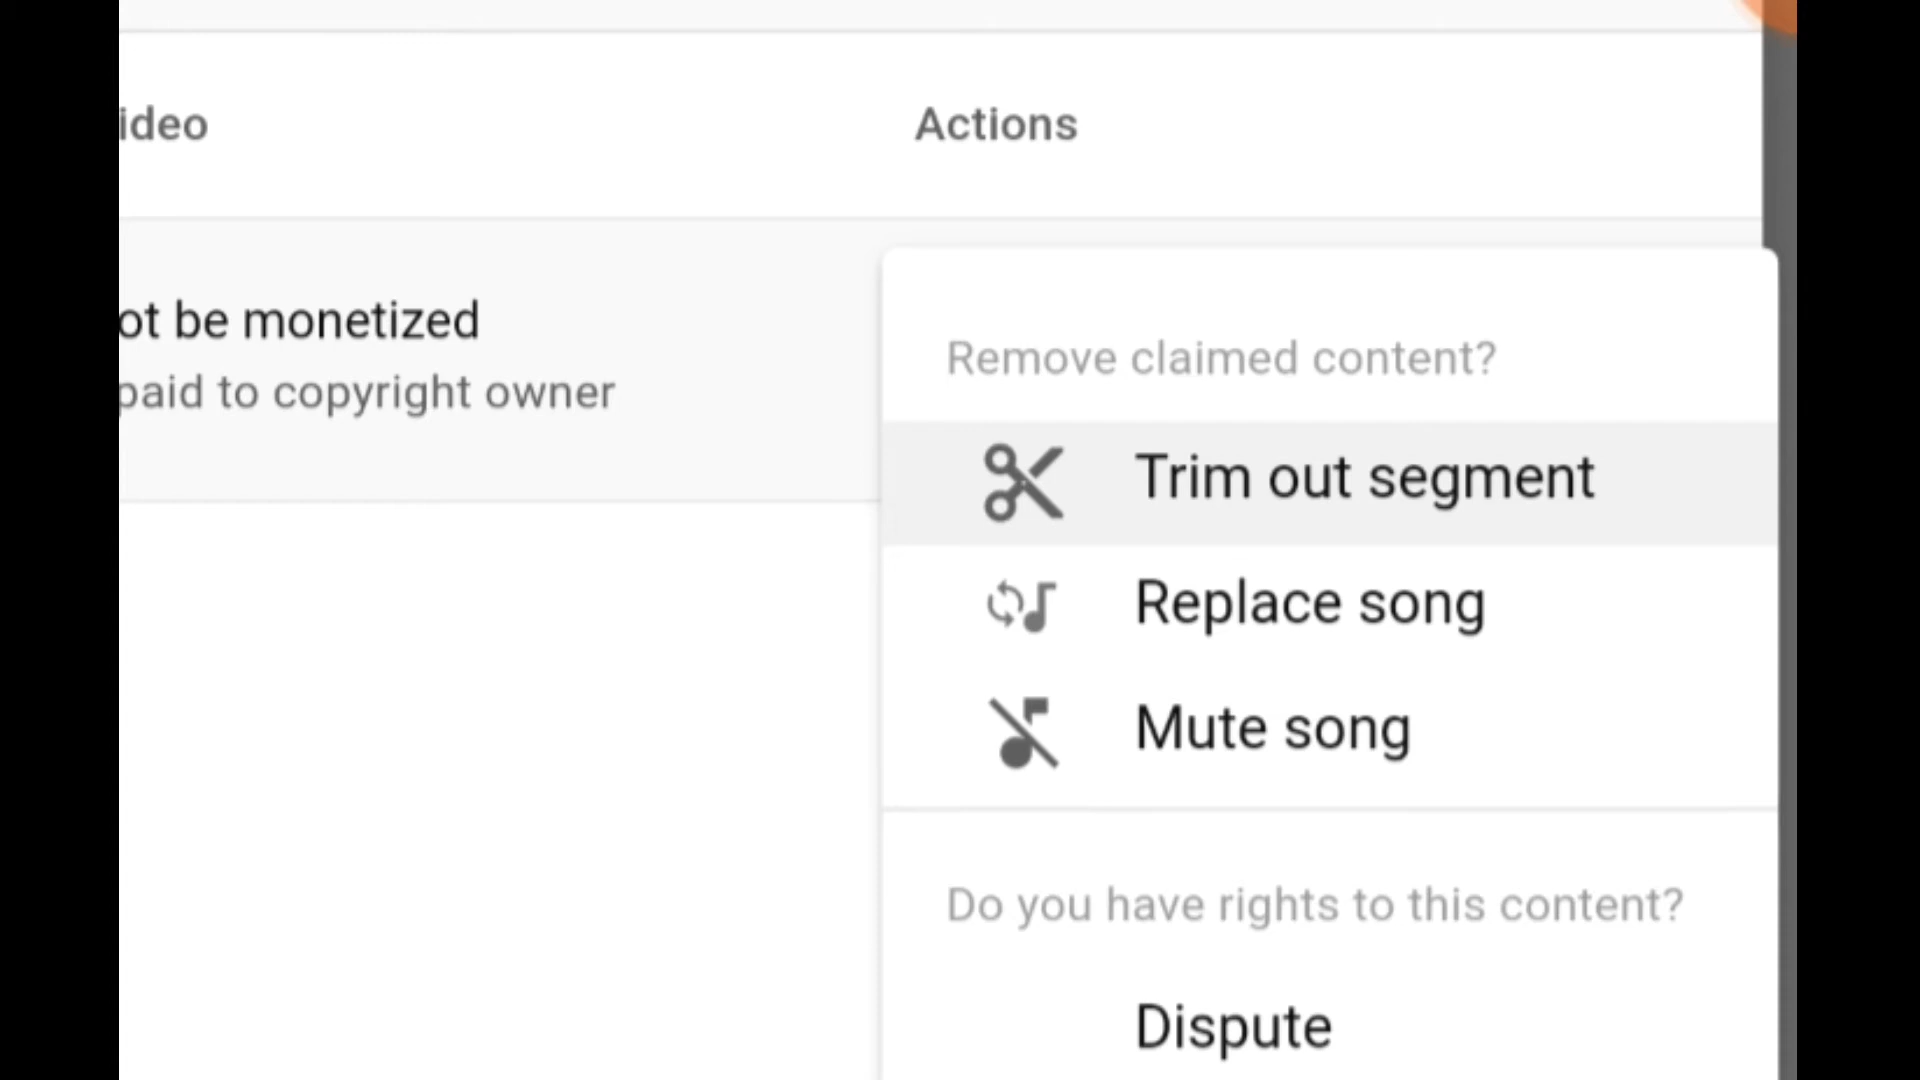 ideo
Actions
ot be monetized
paid to copyright owner
Remove claimed content?
Trim out segment
Replace song
Mute song
Do you have rights to this content?
Dispute